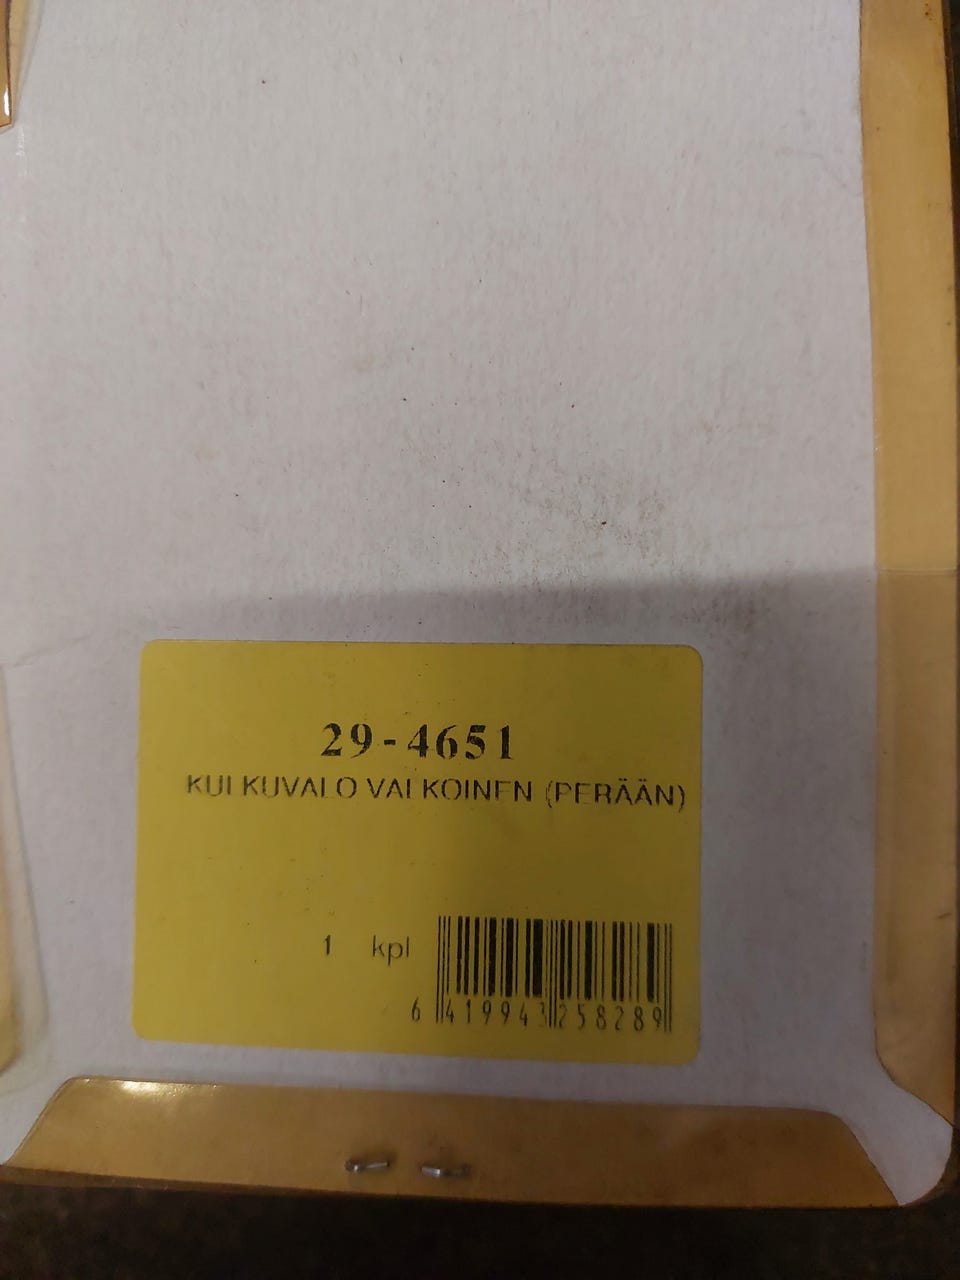 29-4651
KULKUVALO VALKOINEN (PERÄÄN)
1 kpl
6 419943 258289